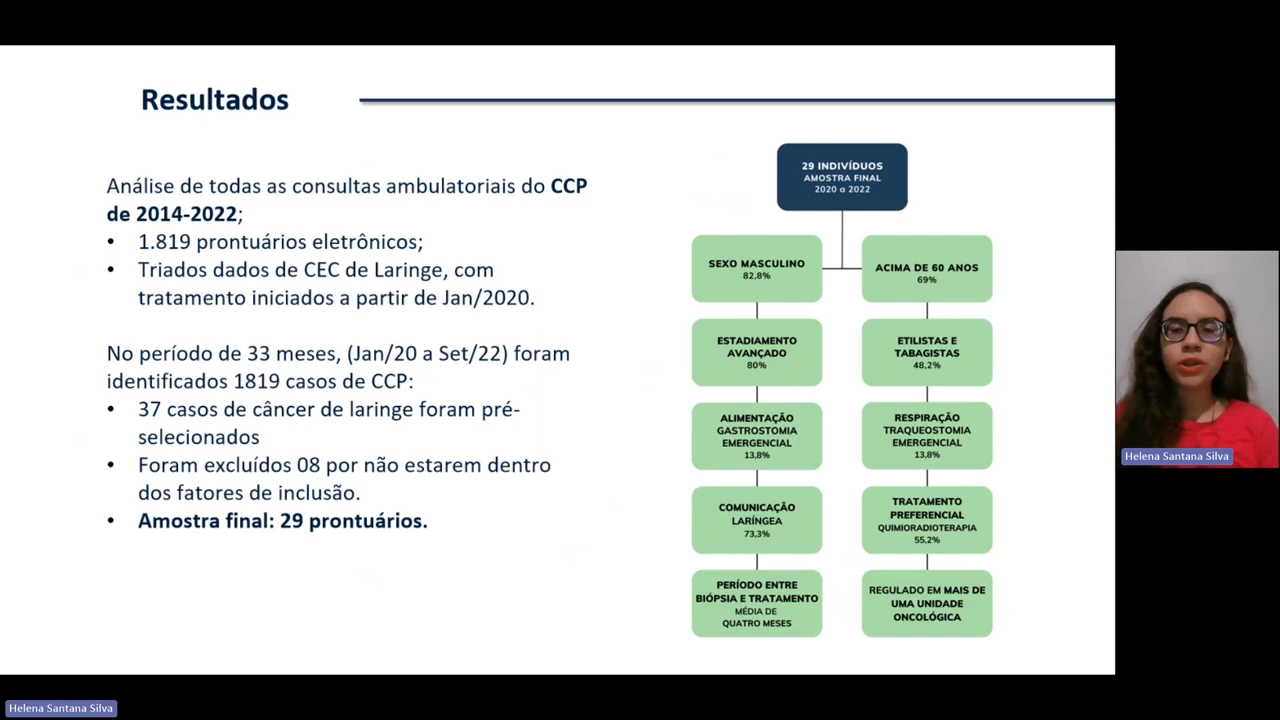 Resultados
Análise de todas as consultas ambulatoriais do CCP
de 2014-2022;
• 1.819 prontuários eletrônicos;
• Triados dados de CEC de Laringe, com
tratamento iniciados a partir de Jan/2020.
No período de 33 meses, (Jan/20 a Set/22) foram
identificados 1819 casos de CCP:
• 37 casos de câncer de laringe foram pré-
selecionados
• Foram excluídos 08 por não estarem dentro
dos fatores de inclusão.
• Amostra final: 29 prontuários.
29 INDIVÍDUOS
AMOSTRA FINAL
2020 a 2022
SEXO MASCULINO
82,8%
ACIMA DE 60 ANOS
69%
ESTADIAMENTO
AVANÇADO
80%
ETILISTAS E
TABAGISTAS
48,2%
ALIMENTAÇÃO
GASTROSTOMIA
EMERGENCIAL
13,8%
RESPIRAÇÃO
TRAQUEOSTOMIA
EMERGENCIAL
13,8%
COMUNICAÇÃO
LARÍNGEA
73,3%
TRATAMENTO
PREFERENCIAL
QUIMIORADIOTERAPIA
55,2%
PERÍODO ENTRE
BIÓPSIA E TRATAMENTO
MÉDIA DE
QUATRO MESES
REGULADO EM MAIS DE
UMA UNIDADE
ONCOLÓGICA
Helena Santana Silva
Helena Santana Silva